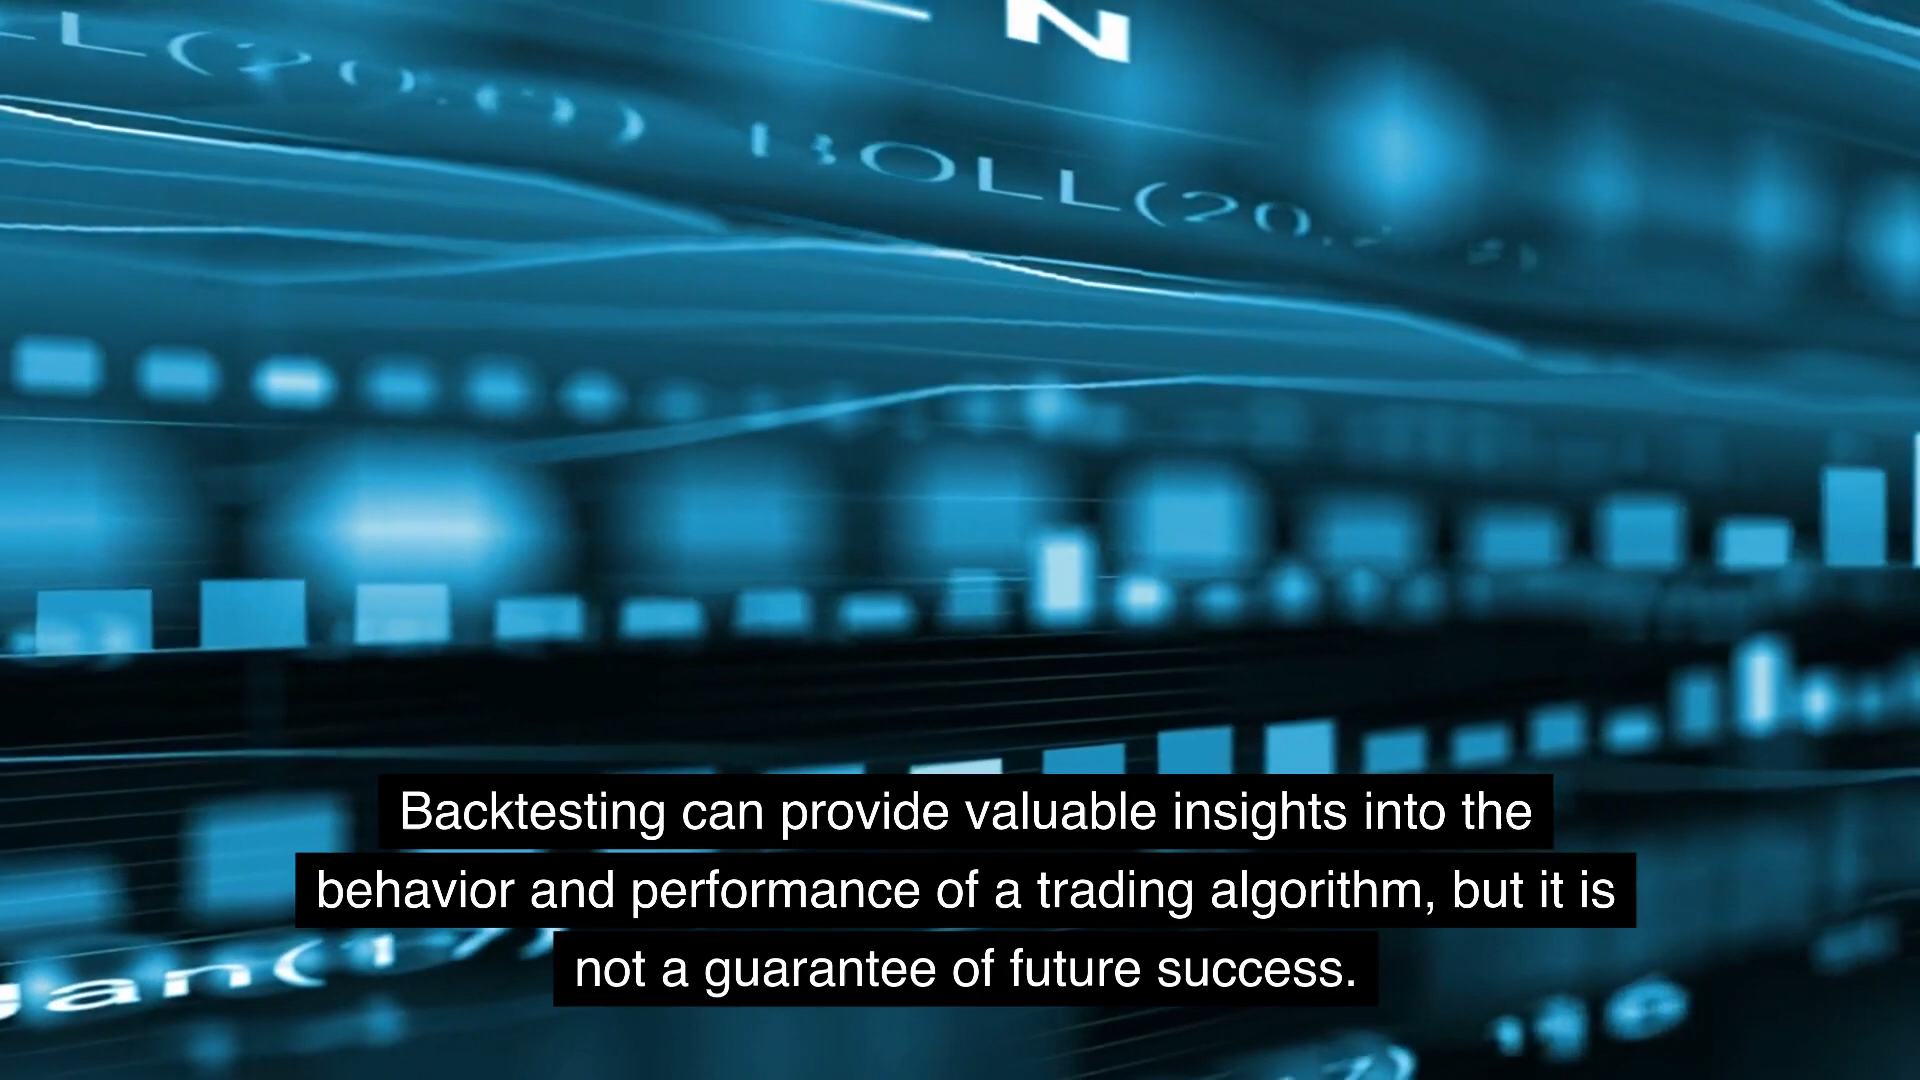 N
BOLL(20
Backtesting can provide valuable insights into the
behavior and performance of a trading algorithm, but it is
not a guarantee of future success.